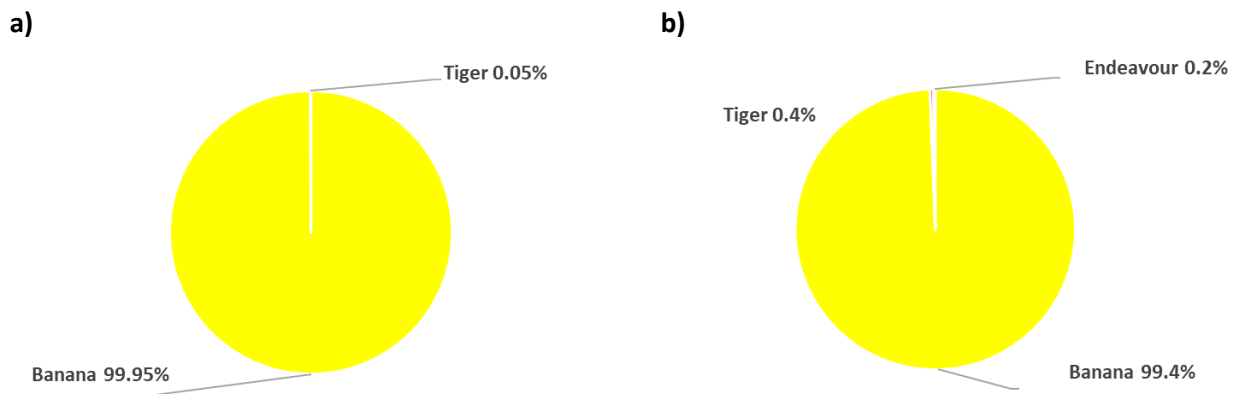 a)
Tiger 0.05%
Banana 99.95%
b)
Endeavour 0.2%
Tiger 0.4%
Banana 99.4%